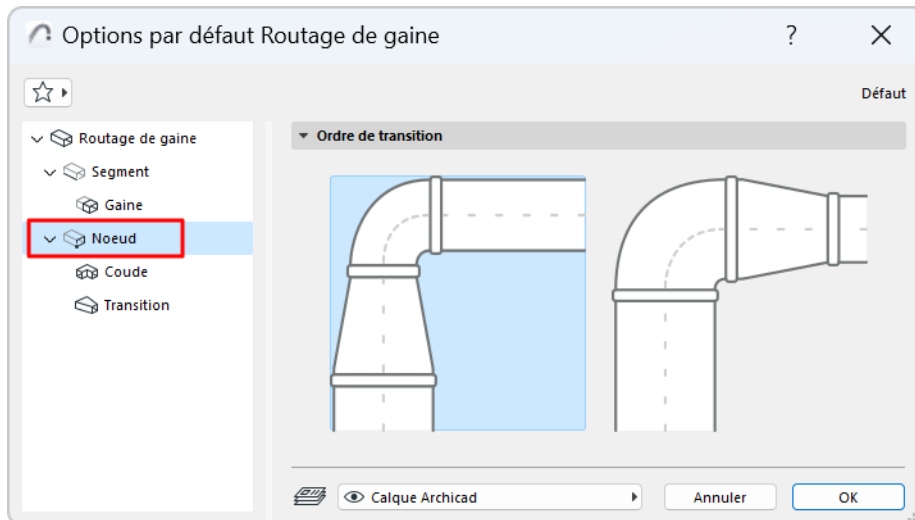 Options par défaut Routage de gaine
?
Défaut
Routage de gaine
Segment
Gaine
Noeud
Coude
Transition
Ordre de transition
Calque Archicad
Annuler
OK